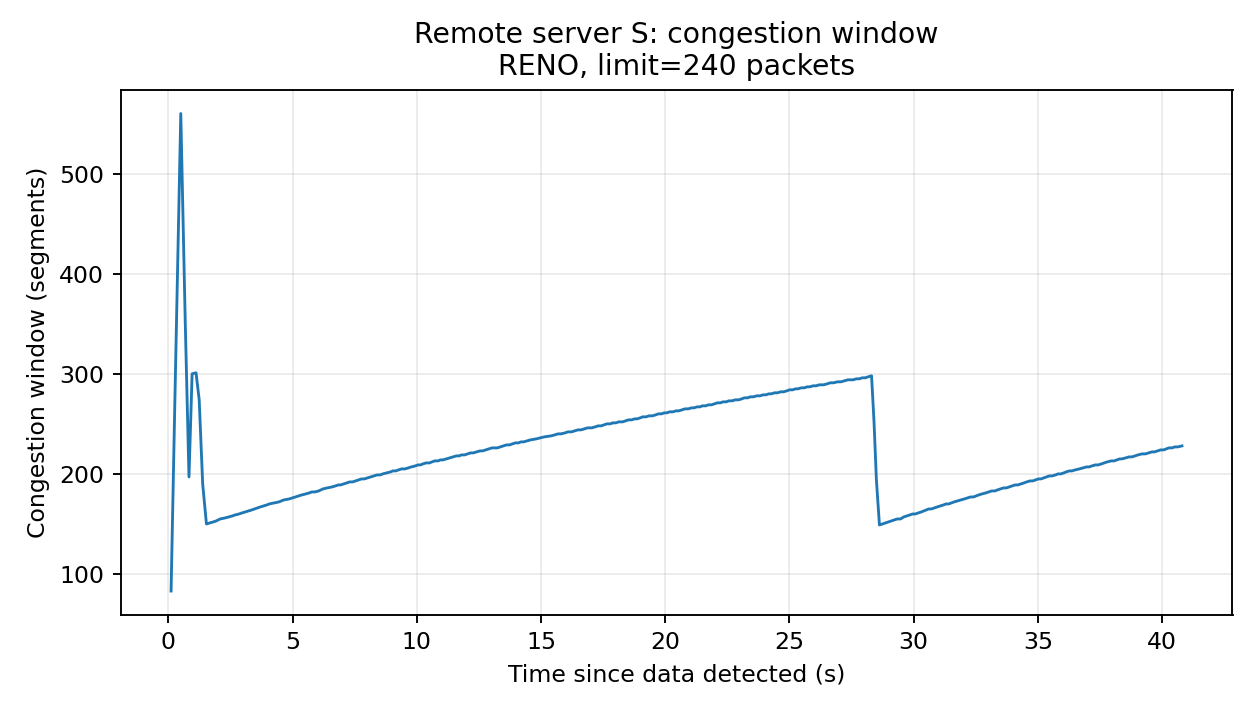 Remote server S: congestion window
RENO, limit=240 packets
Congestion window (segments)
500
400
300
200
100
0 5 10 15 20 25 30 35 40
Time since data detected (s)